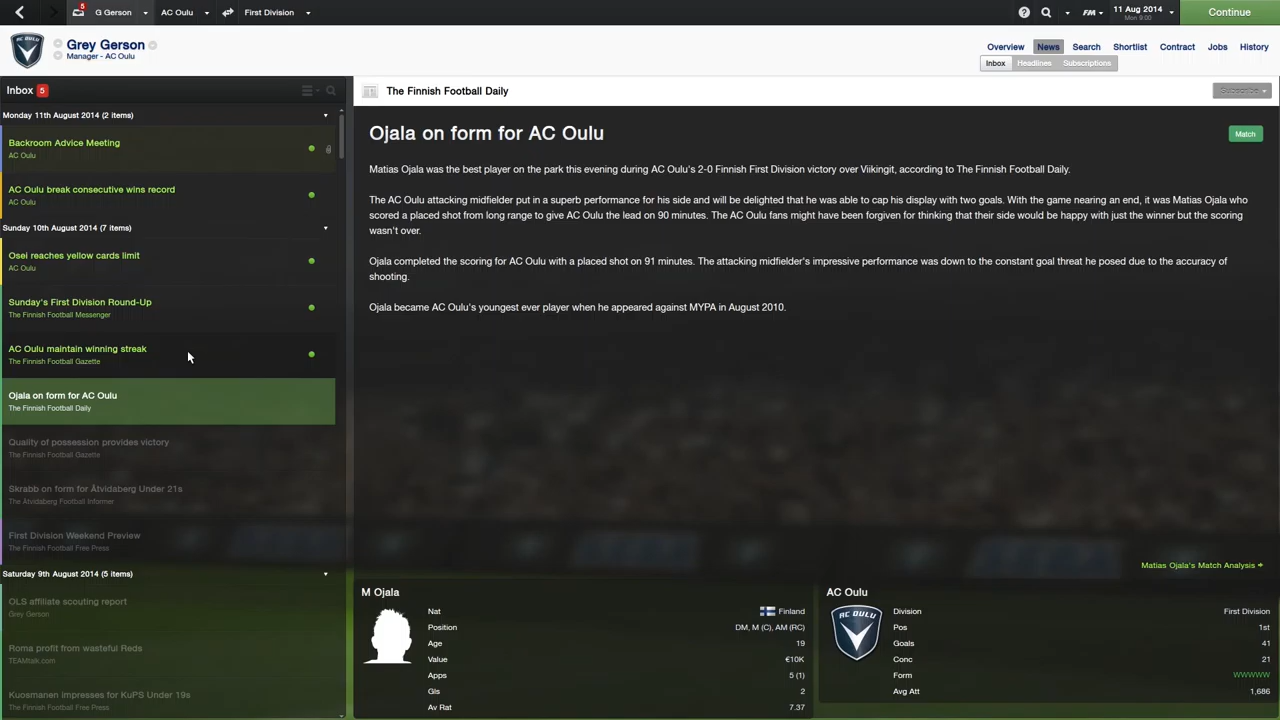 5
G Gerson
AC Oulu
First Division
FM
11 Aug 2014
Mon 9:00
Continue
AC OULU
Grey Gerson
Manager - AC Oulu
Overview
News
Search
Shortlist
Contract
Jobs
History
Inbox
Headlines
Subscriptions
Inbox 5
The Finnish Football Daily
Subscribe
Monday 11th August 2014 (2 items)
Backroom Advice Meeting
AC Oulu
AC Oulu break consecutive wins record
AC Oulu
Sunday 10th August 2014 (7 items)
Osei reaches yellow cards limit
AC Oulu
Sunday's First Division Round-Up
The Finnish Football Messenger
AC Oulu maintain winning streak
The Finnish Football Gazette
Ojala on form for AC Oulu
The Finnish Football Daily
Quality of possession provides victory
The Finnish Football Gazette
Skrabb on form for Åtvidaberg Under 21s
The Åtvidaberg Football Informer
First Division Weekend Preview
The Finnish Football Free Press
Saturday 9th August 2014 (5 items)
OLS affiliate scouting report
Grey Gerson
Roma profit from wasteful Reds
TEAMtalk.com
Kuosmanen impresses for KuPS Under 19s
The Finnish Football Free Press
Ojala on form for AC Oulu
Match
Matias Ojala was the best player on the park this evening during AC Oulu's 2-0 Finnish First Division victory over Viikingit, according to The Finnish Football Daily.
The AC Oulu attacking midfielder put in a superb performance for his side and will be delighted that he was able to cap his display with two goals. With the game nearing an end, it was Matias Ojala who
scored a placed shot from long range to give AC Oulu the lead on 90 minutes. The AC Oulu fans might have been forgiven for thinking that their side would be happy with just the winner but the scoring
wasn't over.
Ojala completed the scoring for AC Oulu with a placed shot on 91 minutes. The attacking midfielder's impressive performance was down to the constant goal threat he posed due to the accuracy of
shooting.
Ojala became AC Oulu's youngest ever player when he appeared against MYPA in August 2010.
Matias Ojala's Match Analysis
M Ojala
Nat Finland
Position DM, M (C), AM (RC)
Age 19
Value €10K
Apps 5 (1)
Gls 2
Av Rat 7.37
AC Oulu
AC OULU
Division First Division
Pos 1st
Goals 41
Conc 21
Form WWWWW
Avg Att 1,686